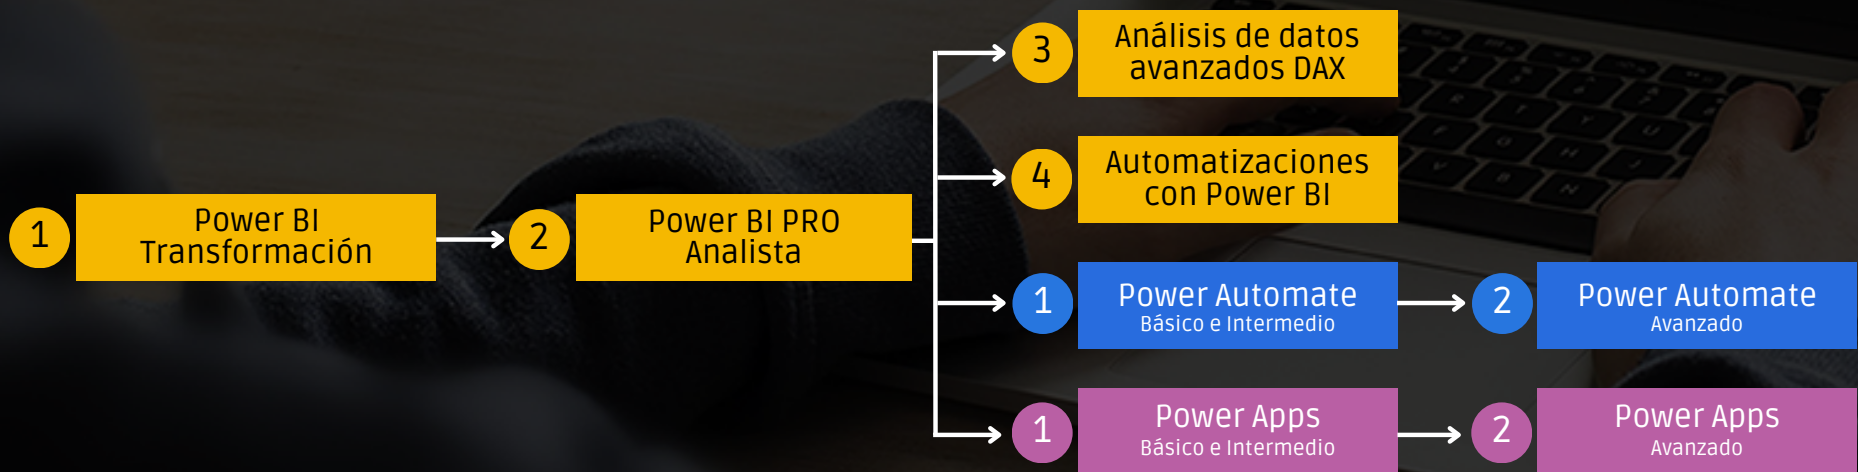 1
Power BI
Transformación
2
Power BI PRO
Analista
3
Análisis de datos
avanzados DAX
4
Automatizaciones
con Power BI
1
Power Automate
Básico e Intermedio
2
Power Automate
Avanzado
1
Power Apps
Básico e Intermedio
2
Power Apps
Avanzado